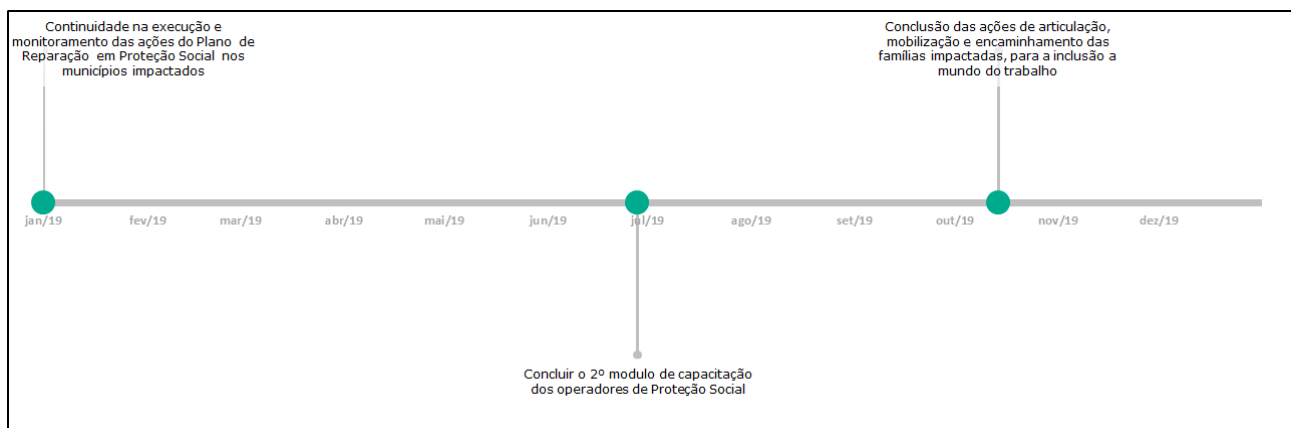 Continuidade na execução e
monitoramento das ações do Plano de
Reparação em Proteção Social nos
municípios impactados
Conclusão das ações de articulação,
mobilização e encaminhamento das
famílias impactadas, para a inclusão a
mundo do trabalho
jan/19 fev/19 mar/19 abr/19 mai/19 jun/19 jul/19 ago/19 set/19 out/19 nov/19 dez/19
Concluir o 2º modulo de capacitação
dos operadores de Proteção Social